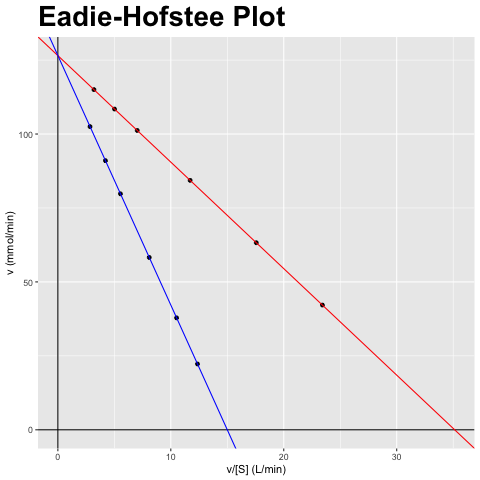 Eadie-Hofstee Plot
v (mmol/min)
100
50
0
0 10 20 30
v/[S] (L/min)